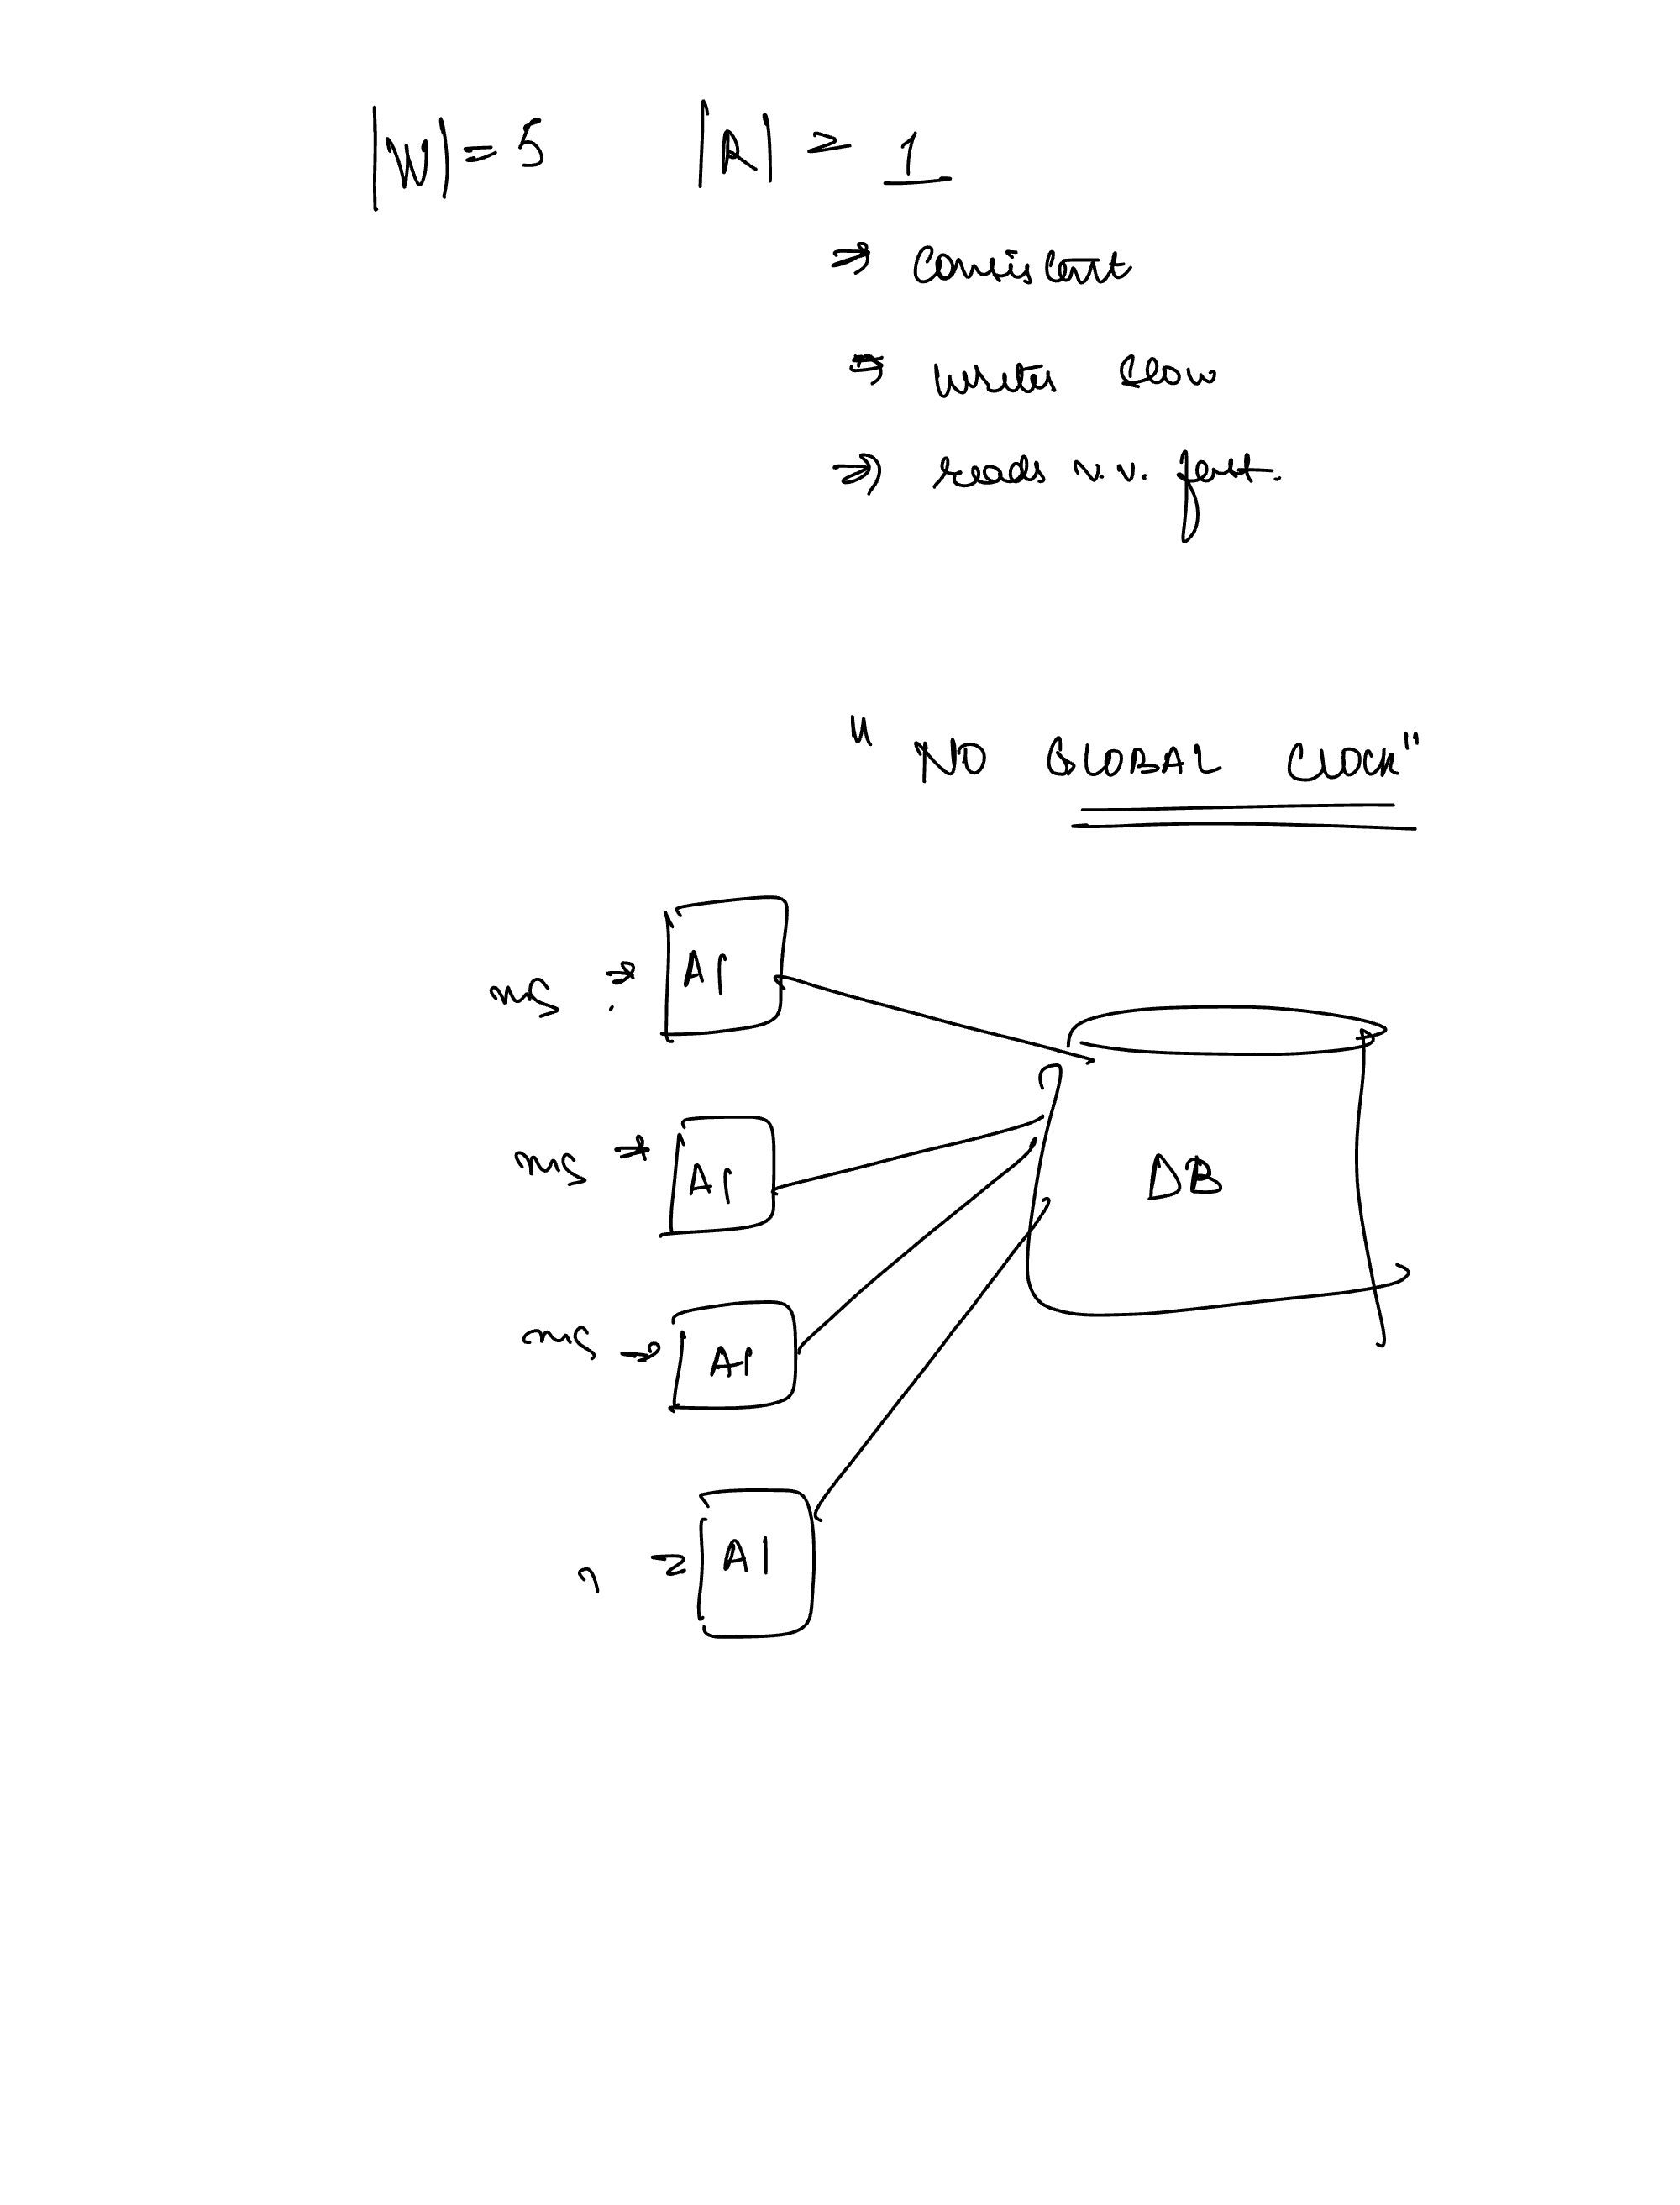 |W| = 5 |R| = 1
⇒ Consistent
⇒ writes slow
⇒ reads v.v. fast.
"NO GLOBAL CLOCK"
ms → A1
ms → A1
DB
ms → A1
" → A1